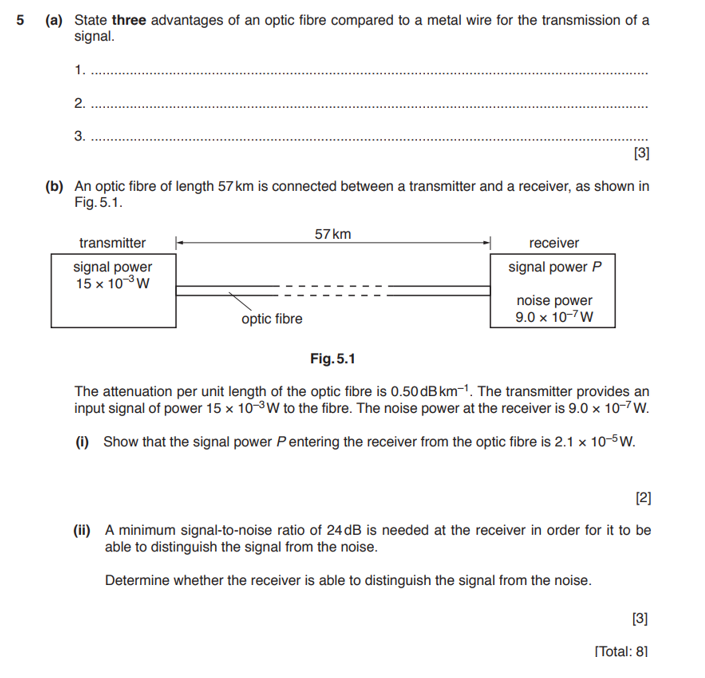 5 (a) State three advantages of an optic fibre compared to a metal wire for the transmission of a
signal.
1. ..........................................................................................................................................
2. ..........................................................................................................................................
3. ..........................................................................................................................................
[3]
(b) An optic fibre of length 57 km is connected between a transmitter and a receiver, as shown in
Fig. 5.1.
57 km
transmitter
receiver
signal power
15 × 10⁻³ W
signal power P
noise power
9.0 × 10⁻⁷ W
optic fibre
Fig. 5.1
The attenuation per unit length of the optic fibre is 0.50 dB km⁻¹. The transmitter provides an
input signal of power 15 × 10⁻³ W to the fibre. The noise power at the receiver is 9.0 × 10⁻⁷ W.
(i) Show that the signal power P entering the receiver from the optic fibre is 2.1 × 10⁻⁵ W.
[2]
(ii) A minimum signal-to-noise ratio of 24 dB is needed at the receiver in order for it to be
able to distinguish the signal from the noise.
Determine whether the receiver is able to distinguish the signal from the noise.
[3]
[Total: 8]